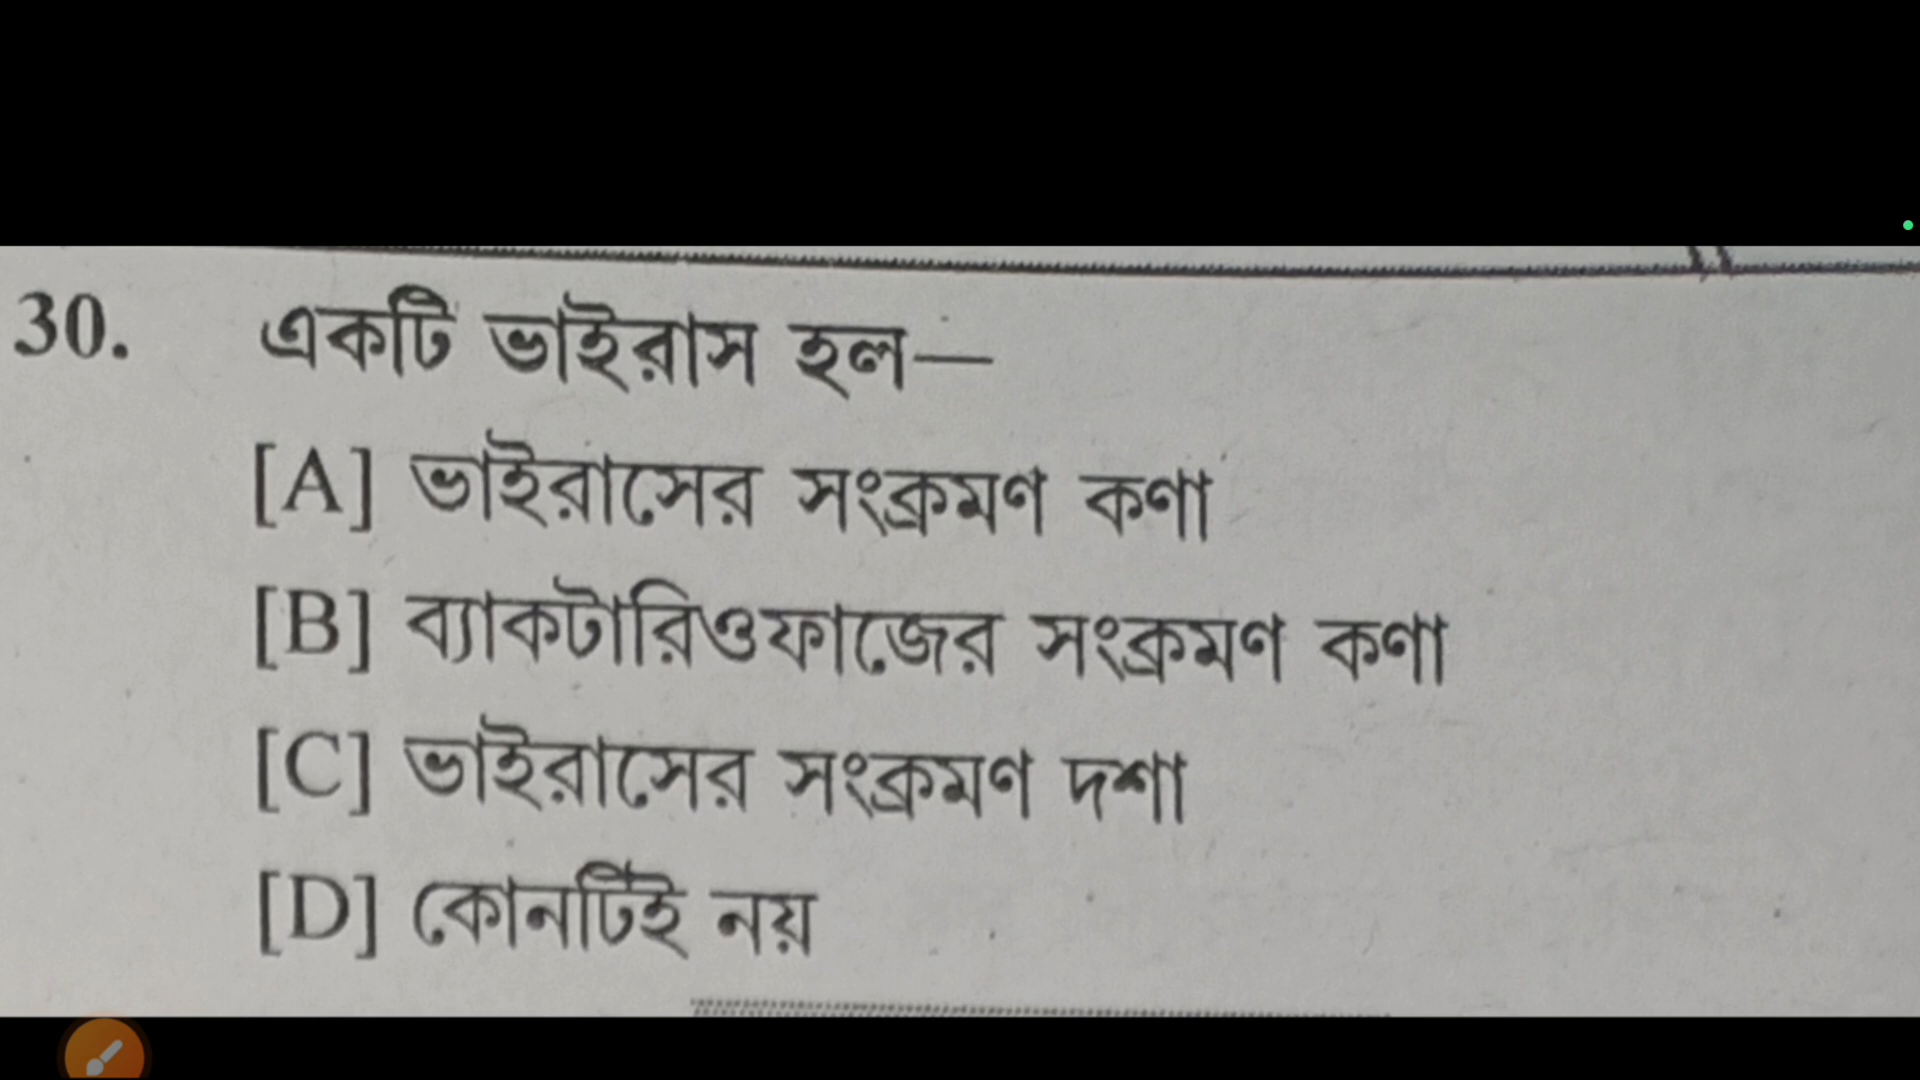 30. একটি ভাইরাস হল—
[A] ভাইরাসের সংক্রমণ কণা
[B] ব্যাকটারিওফাজের সংক্রমণ কণা
[C] ভাইরাসের সংক্রমণ দশা
[D] কোনটিই নয়